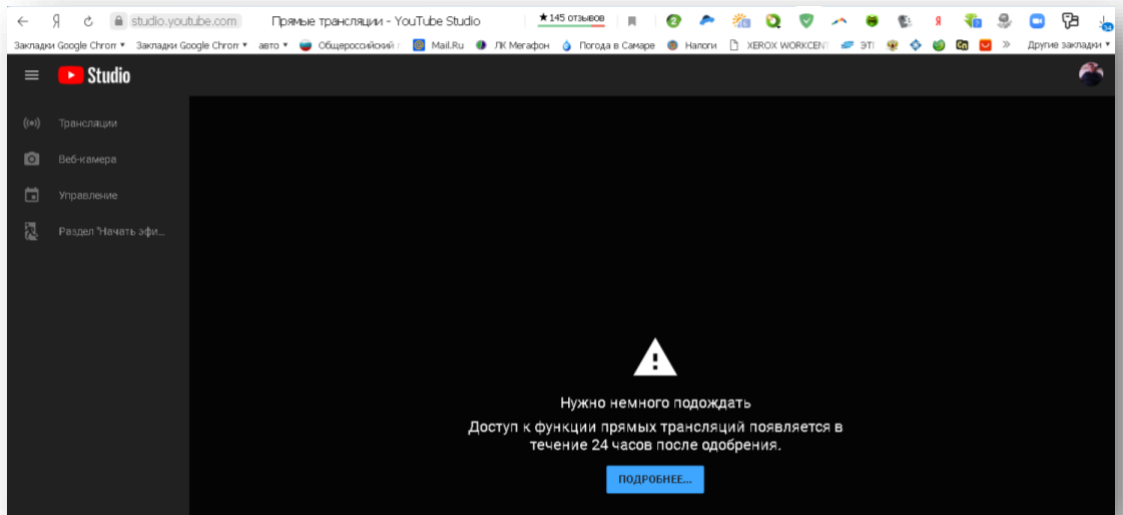 studio.youtube.com Прямые трансляции - YouTube Studio ★145 отзывов
Закладки Google Chrom Закладки Google Chrom авто Общероссийский Mail.Ru ЛК Мегафон Погода в Самаре Налоги XEROX WORKCENT ЭТ Другие закладки
Studio
Трансляции
Веб-камера
Управление
Раздел "Начать эфи...
Нужно немного подождать
Доступ к функции прямых трансляций появляется в
течение 24 часов после одобрения.
ПОДРОБНЕЕ...